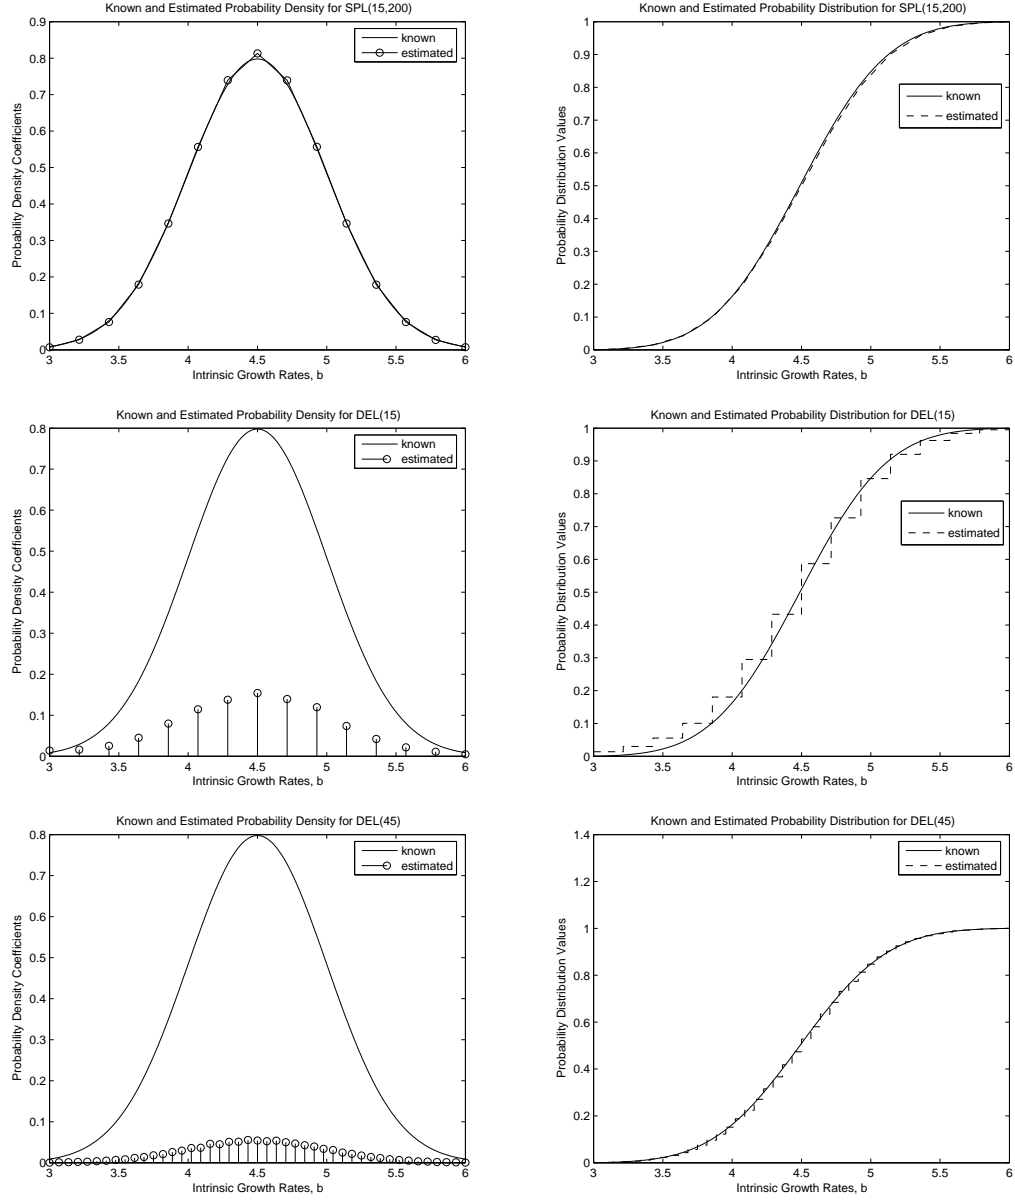 Known and Estimated Probability Density for SPL(15,200)
0.9
0.8
0.7
0.6
0.5
0.4
0.3
0.2
0.1
0
Probability Density Coefficients
known
estimated
3 3.5 4 4.5 5 5.5 6
Intrinsic Growth Rates, b
Known and Estimated Probability Distribution for SPL(15,200)
1
0.9
0.8
0.7
0.6
0.5
0.4
0.3
0.2
0.1
0
Probability Distribution Values
known
estimated
3 3.5 4 4.5 5 5.5 6
Intrinsic Growth Rates, b
Known and Estimated Probability Density for DEL(15)
0.8
0.7
0.6
0.5
0.4
0.3
0.2
0.1
0
Probability Density Coefficients
known
estimated
3 3.5 4 4.5 5 5.5 6
Intrinsic Growth Rates, b
Known and Estimated Probability Distribution for DEL(15)
1
0.9
0.8
0.7
0.6
0.5
0.4
0.3
0.2
0.1
0
Probability Distribution Values
known
estimated
3 3.5 4 4.5 5 5.5 6
Intrinsic Growth Rates, b
Known and Estimated Probability Density for DEL(45)
0.8
0.7
0.6
0.5
0.4
0.3
0.2
0.1
0
Probability Density Coefficients
known
estimated
3 3.5 4 4.5 5 5.5 6
Intrinsic Growth Rates, b
Known and Estimated Probability Distribution for DEL(45)
1.4
1.2
1
0.8
0.6
0.4
0.2
0
Probability Distribution Values
known
estimated
3 3.5 4 4.5 5 5.5 6
Intrinsic Growth Rates, b